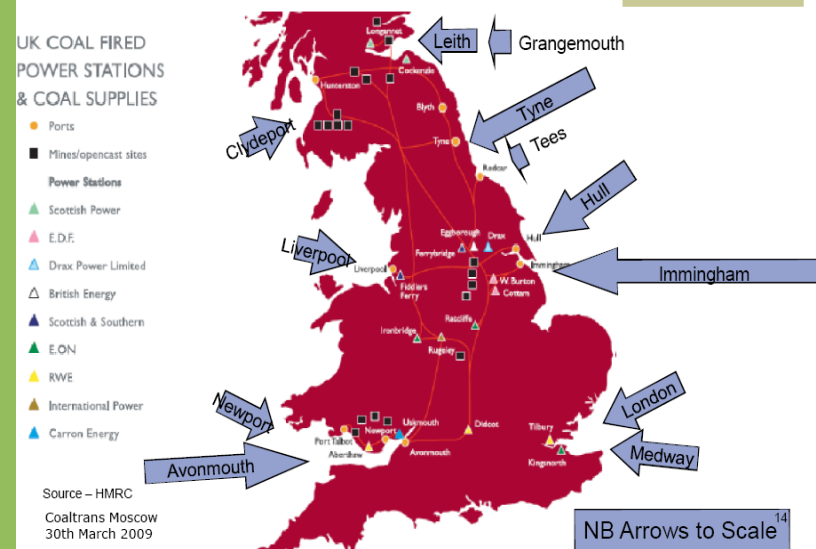 UK COAL FIRED
POWER STATIONS
& COAL SUPPLIES
Ports
Mines/opencast sites
Power Stations
Scottish Power
E.D.F.
Drax Power Limited
British Energy
Scottish & Southern
E.ON
RWE
International Power
Carron Energy
Source – HMRC
Coaltrans Moscow
30th March 2009
Longannet
Leith
Grangemouth
Cockenzie
Hunterston
Blyth
Tyne
Clydeport
Tyne
Tees
Redcar
Hull
Eggborough
Drax
Hull
Ferrybridge
Liverpool
Liverpool
Immingham
Immingham
Fiddlers
Ferry
W. Burton
Cottam
Ratcliffe
Ironbridge
Rugeley
Newport
London
Port Talbot
Newport
Uskmouth
Didcot
Tilbury
Aberthaw
Avonmouth
Medway
Kingsnorth
Avonmouth
NB Arrows to Scale
14